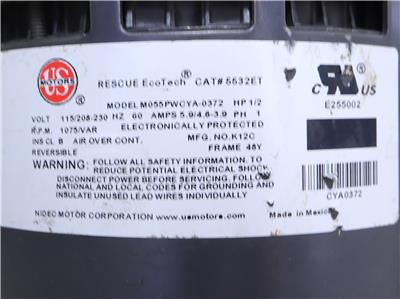 US
MOTORS
®
RESCUE EcoTech® CAT# 5532ET
MODEL M055PWCYA-0372 HP 1/2
VOLT 115/208-230 HZ 60 AMPS 5.9/4.6-3.9 PH 1
R.P.M. 1075/VAR ELECTRONICALLY PROTECTED
INS CL B AIR OVER CONT. MFG. NO. K12C
REVERSIBLE FRAME 48Y
WARNING: FOLLOW ALL SAFETY INFORMATION, TO
REDUCE POTENTIAL ELECTRICAL SHOCK.
DISCONNECT POWER BEFORE SERVICING. FOLLOW
NATIONAL AND LOCAL CODES FOR GROUNDING AND
INSULATE UNUSED LEAD WIRES INDIVIDUALLY
NIDEC MOTOR CORPORATION www.usmotors.com Made in Mexico
C US
E255002
CYA0372